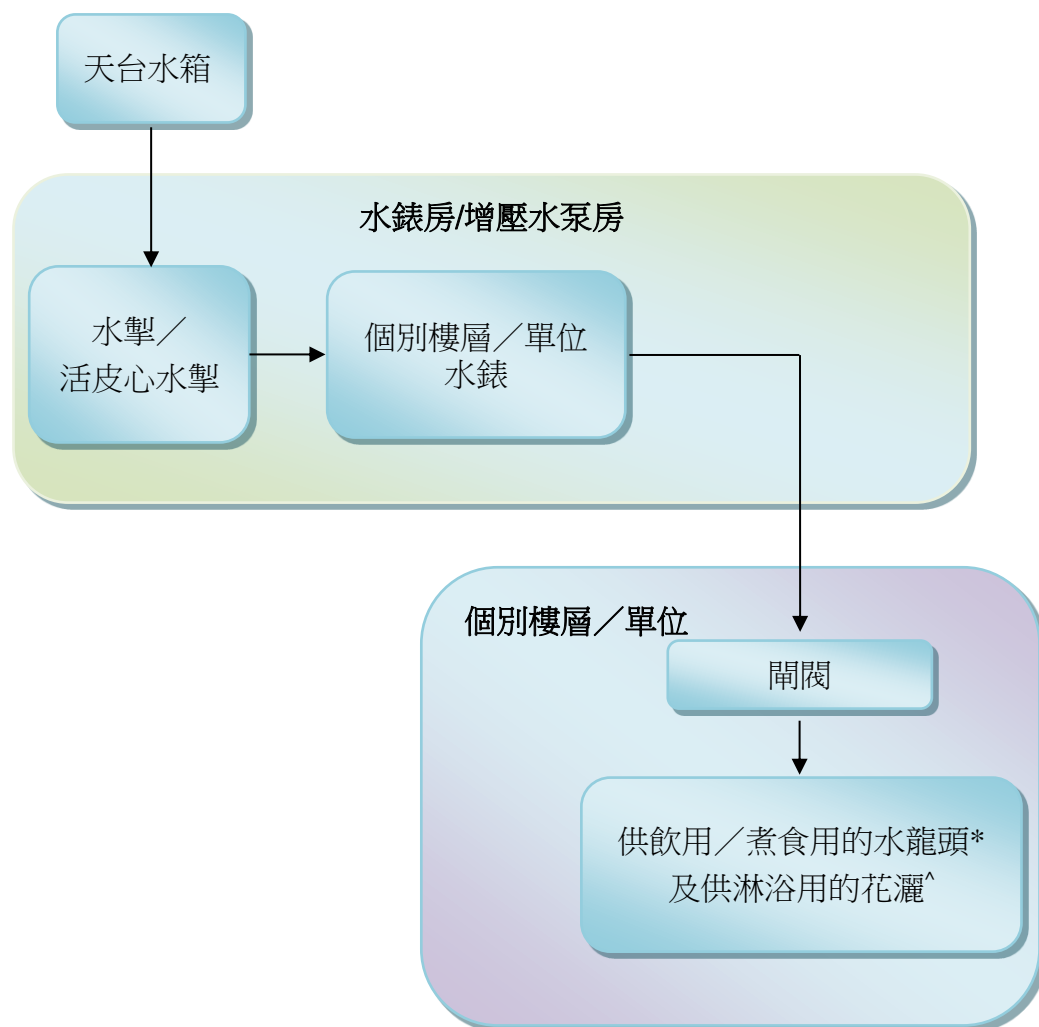 天台水箱
水錶房/增壓水泵房
水掣／
活皮心水掣
個別樓層／單位
水錶
個別樓層／單位
閘閥
供飲用／煮食用的水龍頭*
及供淋浴用的花灑^